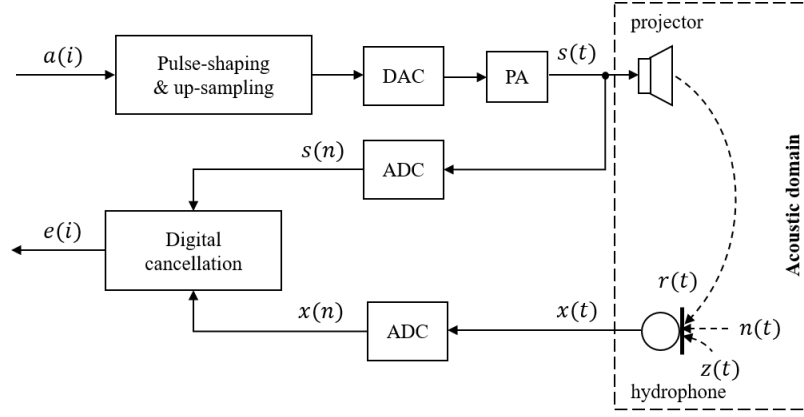 projector
a(i)
Pulse-shaping
& up-sampling
DAC
PA
s(t)
s(n)
ADC
Acoustic domain
e(i)
Digital
cancellation
r(t)
x(n)
ADC
x(t)
n(t)
z(t)
hydrophone